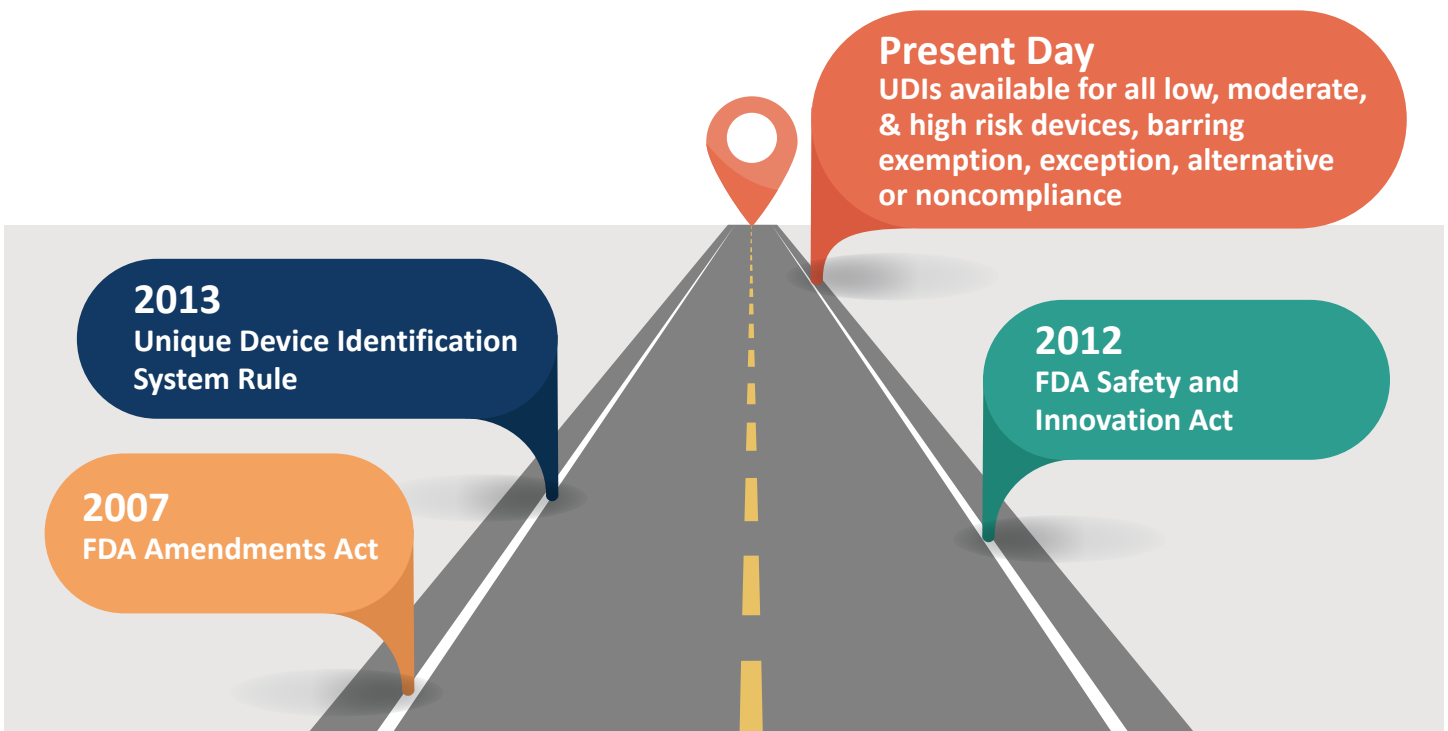 Present Day
UDIs available for all low, moderate,
& high risk devices, barring
exemption, exception, alternative
or noncompliance
2013
Unique Device Identification
System Rule
2012
FDA Safety and
Innovation Act
2007
FDA Amendments Act